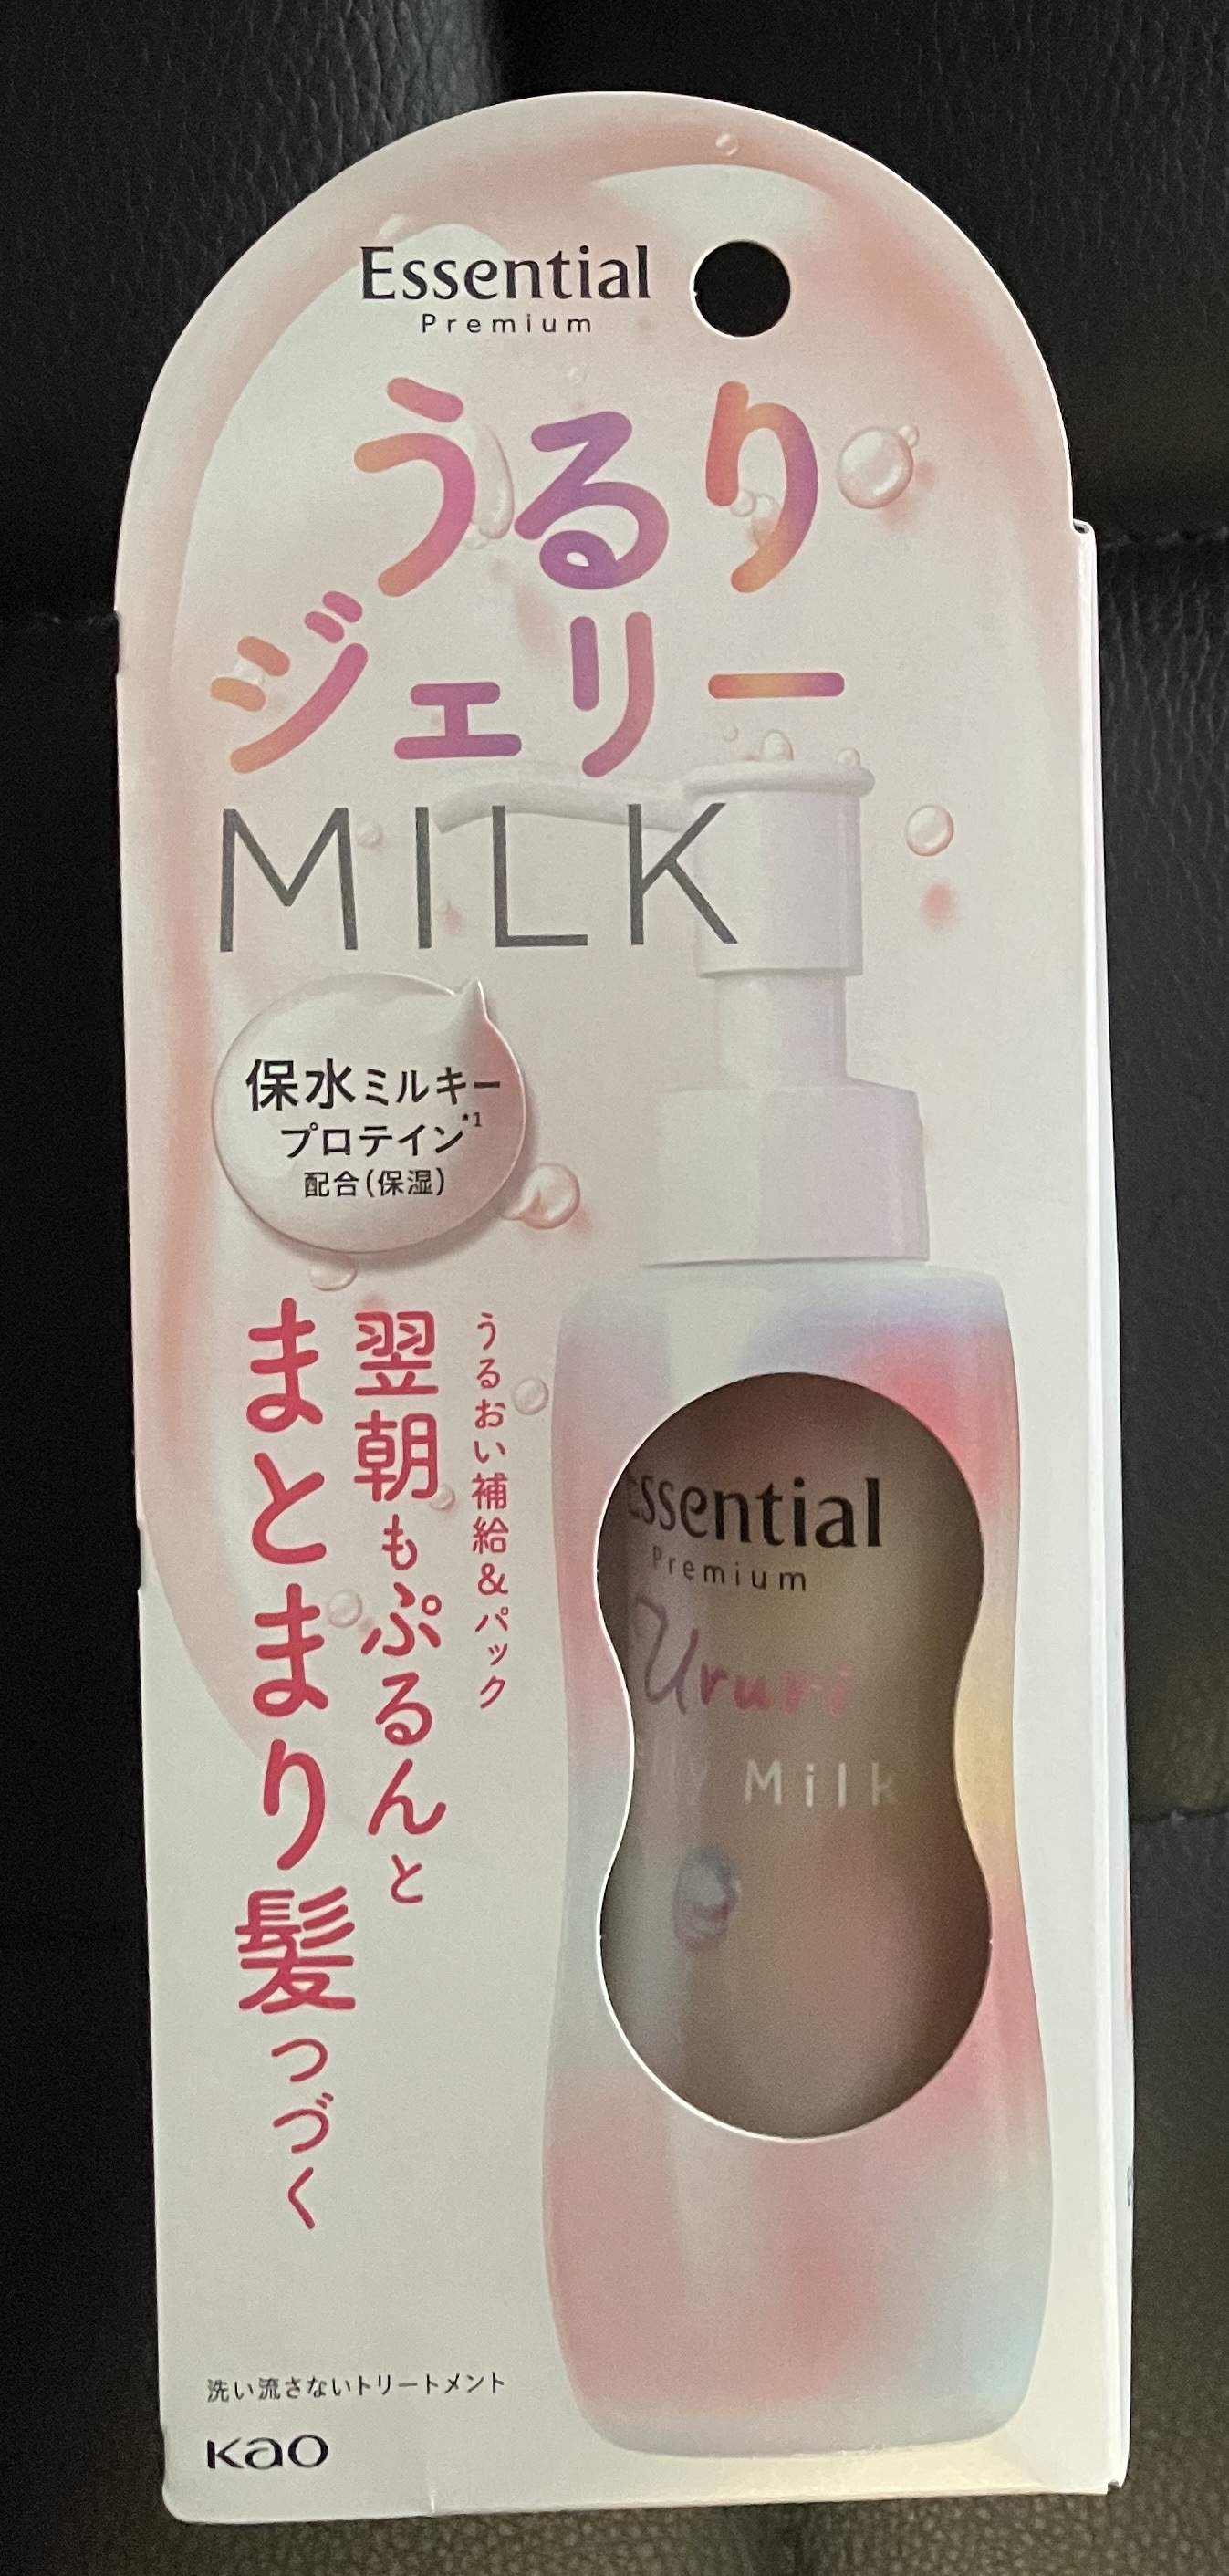 Essential
Premium
うるり
ジェリー
MILK
保水ミルキー
プロテイン*1
配合(保湿)
うるおい補給&パック
翌朝もぷるんと
まとまり髪つづく
ssential
Premium
Ururi
Milk
洗い流さないトリートメント
kao